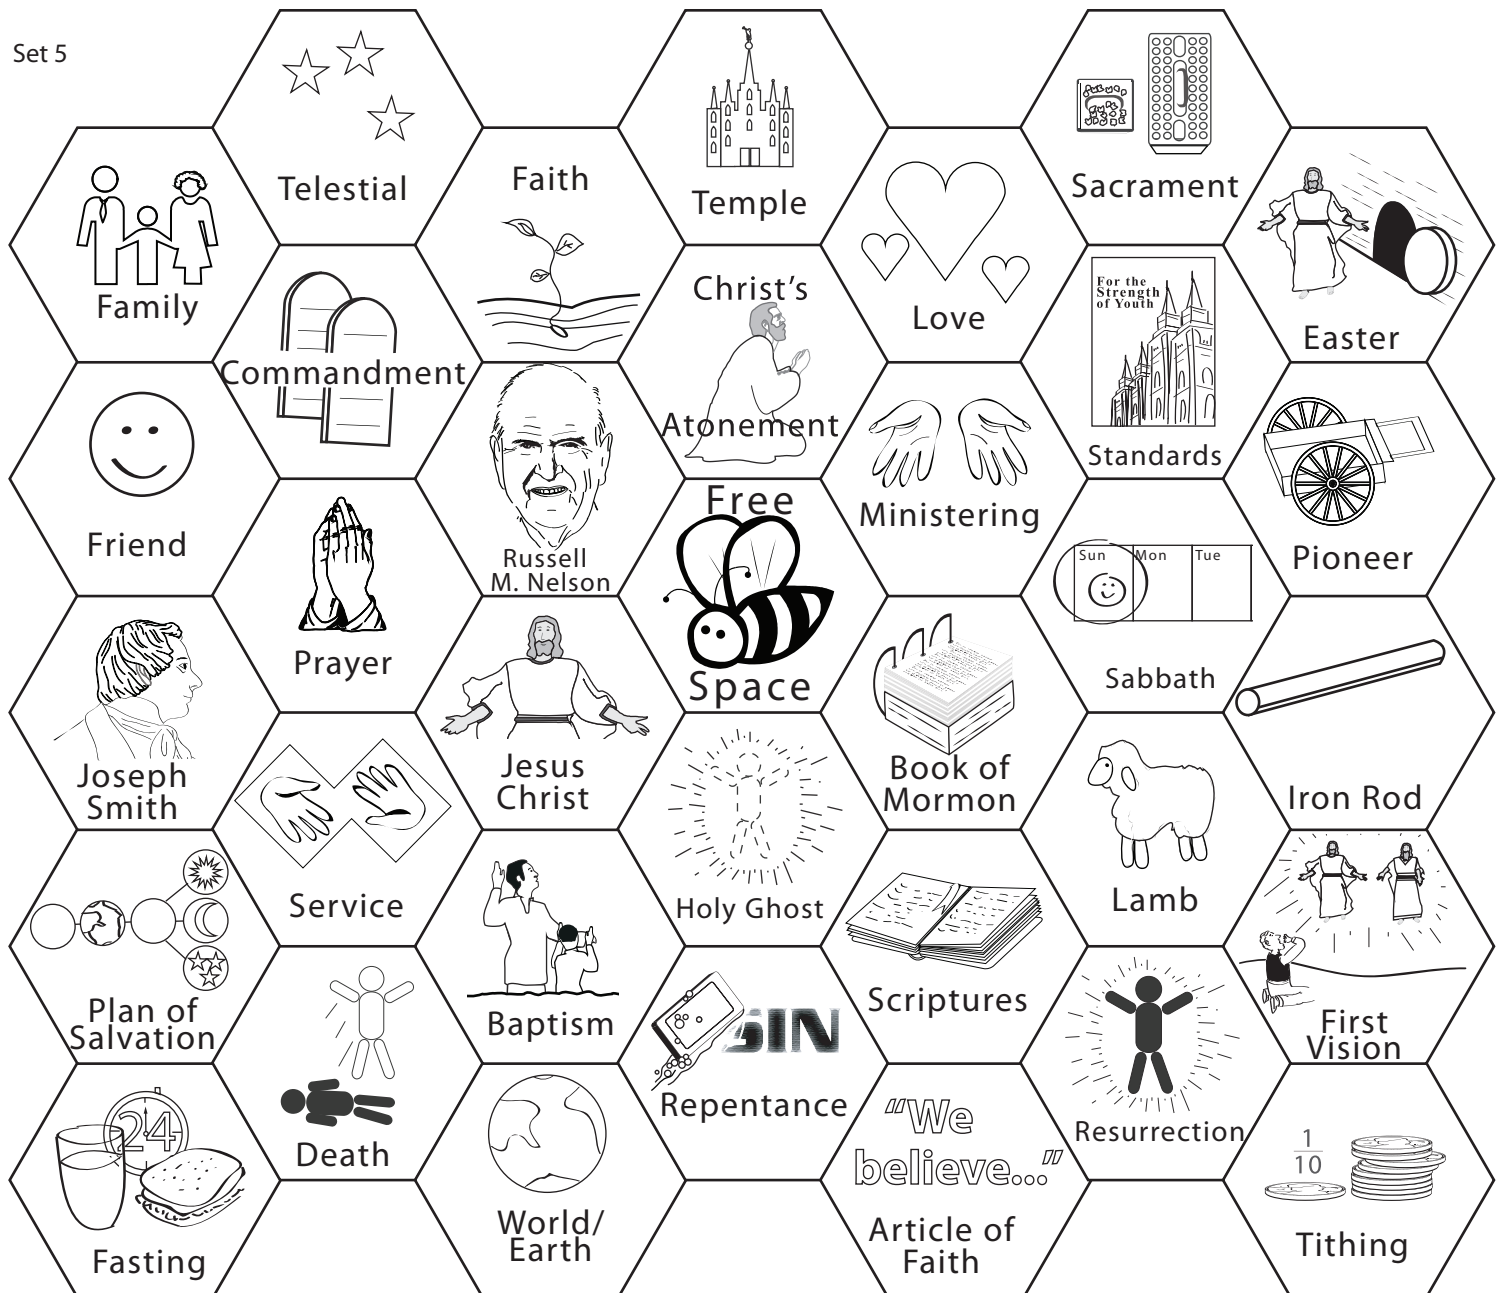 Set 5
Telestial
Temple
Sacrament
Family
Faith
Love
Easter
Commandment
Christ's
Atonement
For the
Strength
of Youth
Standards
Friend
Russell
M. Nelson
Ministering
Pioneer
Prayer
Free
Space
Sun Mon Tue
Sabbath
Joseph
Smith
Jesus
Christ
Book of
Mormon
Iron Rod
Service
Holy Ghost
Lamb
Plan of
Salvation
Baptism
Scriptures
First
Vision
Death
SIN
Repentance
Resurrection
24
Fasting
World/
Earth
“We
believe...”
Article of
Faith
1
10
Tithing